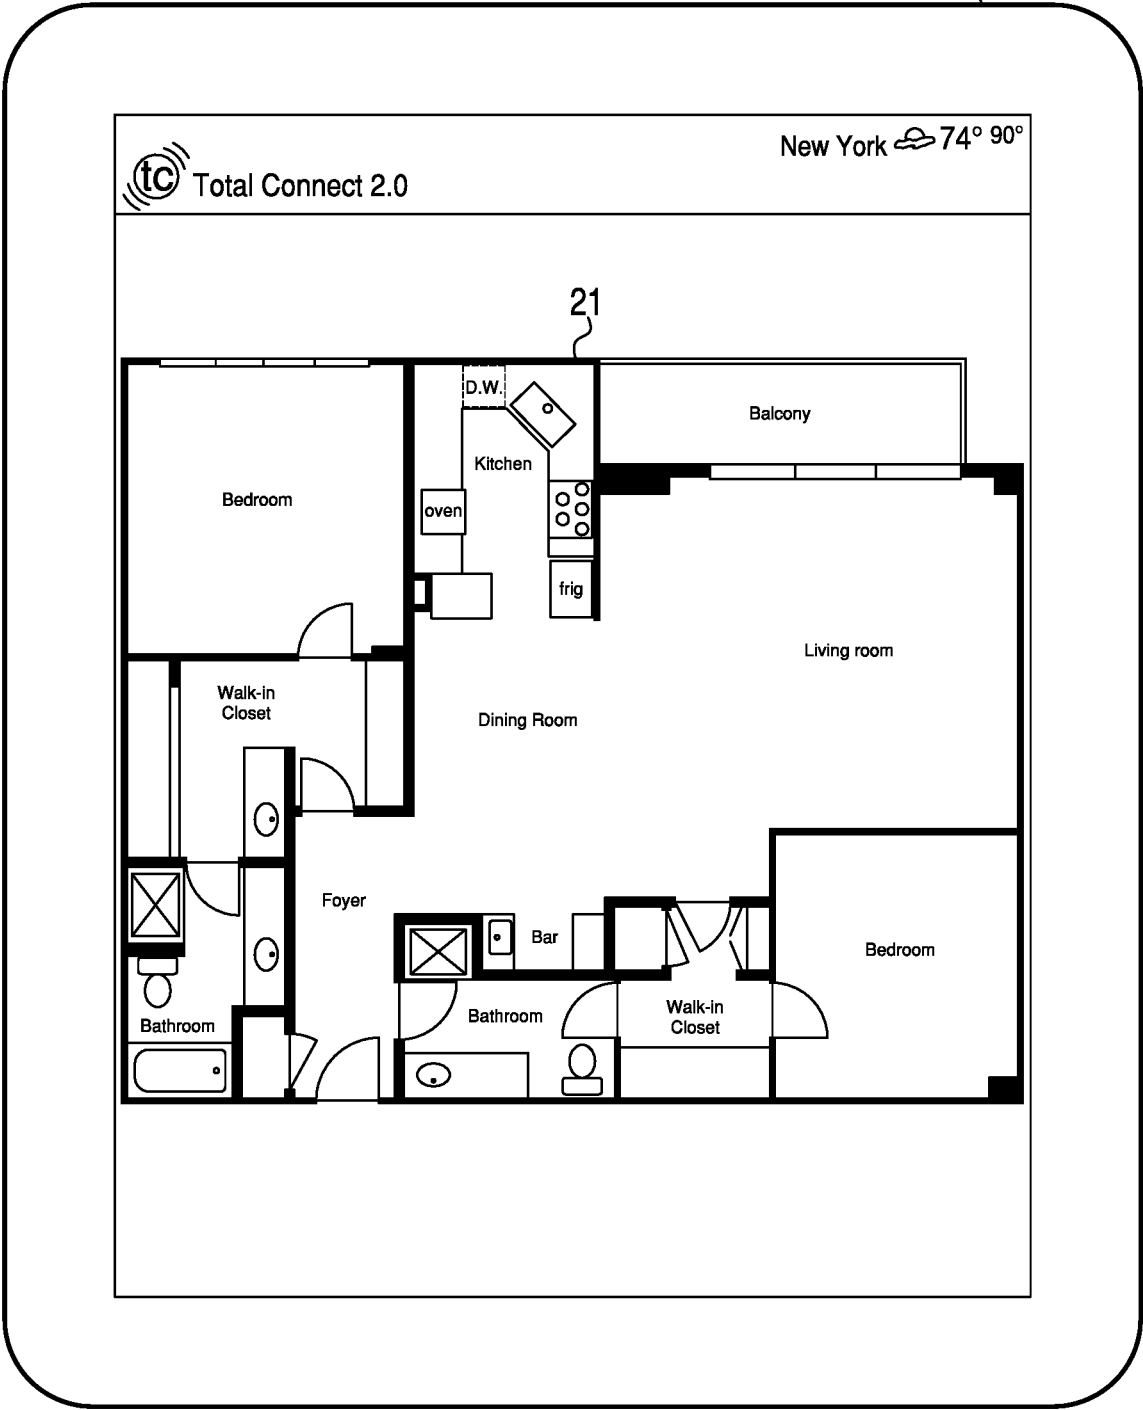 New York 74° 90°
tc Total Connect 2.0
21
D.W.
Balcony
Kitchen
Bedroom
oven
frig
Living room
Walk-in
Closet
Dining Room
Foyer
Bar
Bedroom
Bathroom
Bathroom
Walk-in
Closet